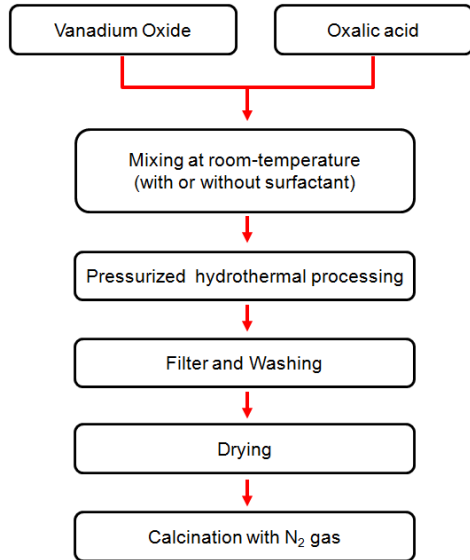 Vanadium Oxide
Oxalic acid
Mixing at room-temperature
(with or without surfactant)
Pressurized hydrothermal processing
Filter and Washing
Drying
Calcination with N₂ gas